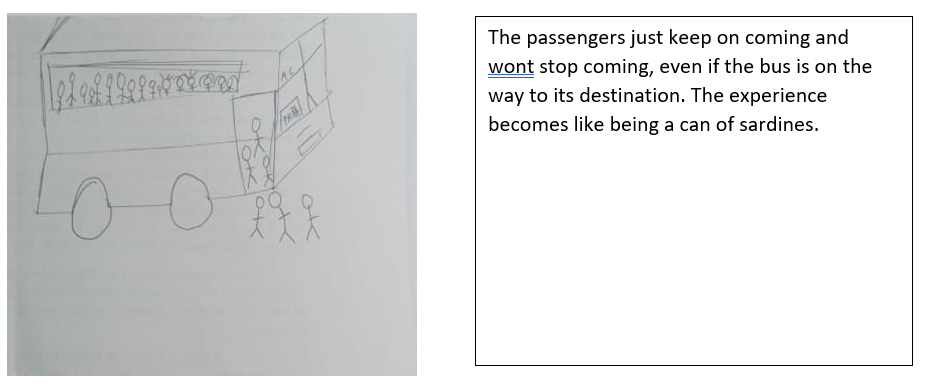 A.C
The passengers just keep on coming and
wont stop coming, even if the bus is on the
way to its destination. The experience
becomes like being a can of sardines.